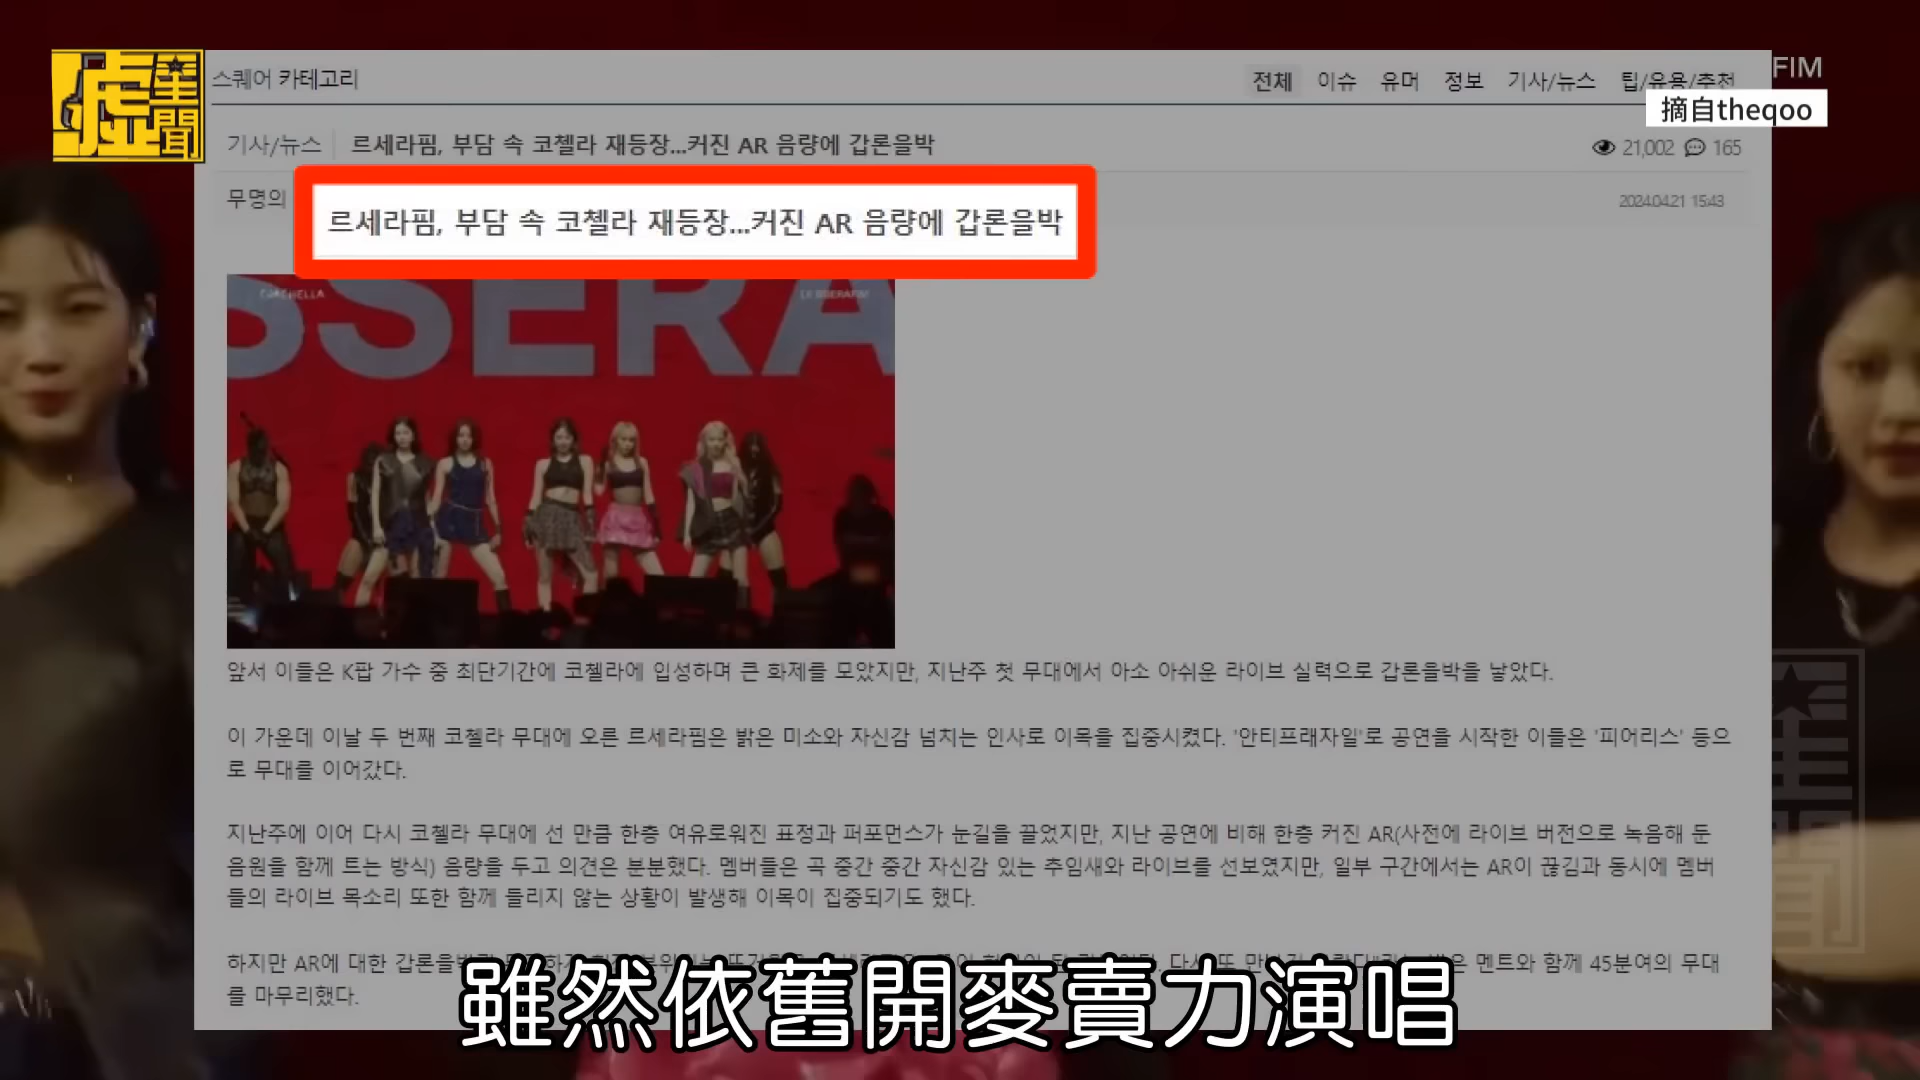 噓星聞
스퀘어 카테고리
전체 이슈 유머 정보 기사/뉴스 팁/유용/추천
FIM
摘自theqoo
기사/뉴스 르세라핌, 부담 속 코첼라 재등장...커진 AR 음량에 갑론을박
21,002 165
무명의
2024.04.21 15:43
르세라핌, 부담 속 코첼라 재등장...커진 AR 음량에 갑론을박
COACHELLA
LE SSERAFIM
SSERA
앞서 이들은 K팝 가수 중 최단기간에 코첼라에 입성하며 큰 화제를 모았지만, 지난주 첫 무대에서 아소 아쉬운 라이브 실력으로 갑론을박을 낳았다.
이 가운데 이날 두 번째 코첼라 무대에 오른 르세라핌은 밝은 미소와 자신감 넘치는 인사로 이목을 집중시켰다. '안티프래자일'로 공연을 시작한 이들은 '피어리스' 등으
로 무대를 이어갔다.
지난주에 이어 다시 코첼라 무대에 선 만큼 한층 여유로워진 표정과 퍼포먼스가 눈길을 끌었지만, 지난 공연에 비해 한층 커진 AR(사전에 라이브 버전으로 녹음해 둔
음원을 함께 트는 방식) 음량을 두고 의견은 분분했다. 멤버들은 곡 중간 중간 자신감 있는 추임새와 라이브를 선보였지만, 일부 구간에서는 AR이 끊김과 동시에 멤버
들의 라이브 목소리 또한 함께 들리지 않는 상황이 발생해 이목이 집중되기도 했다.
하지만 AR에 대한 갑론을박 멘트와 함께 45분여의 무대
를 마무리했다.
雖然依舊開麥賣力演唱
星聞